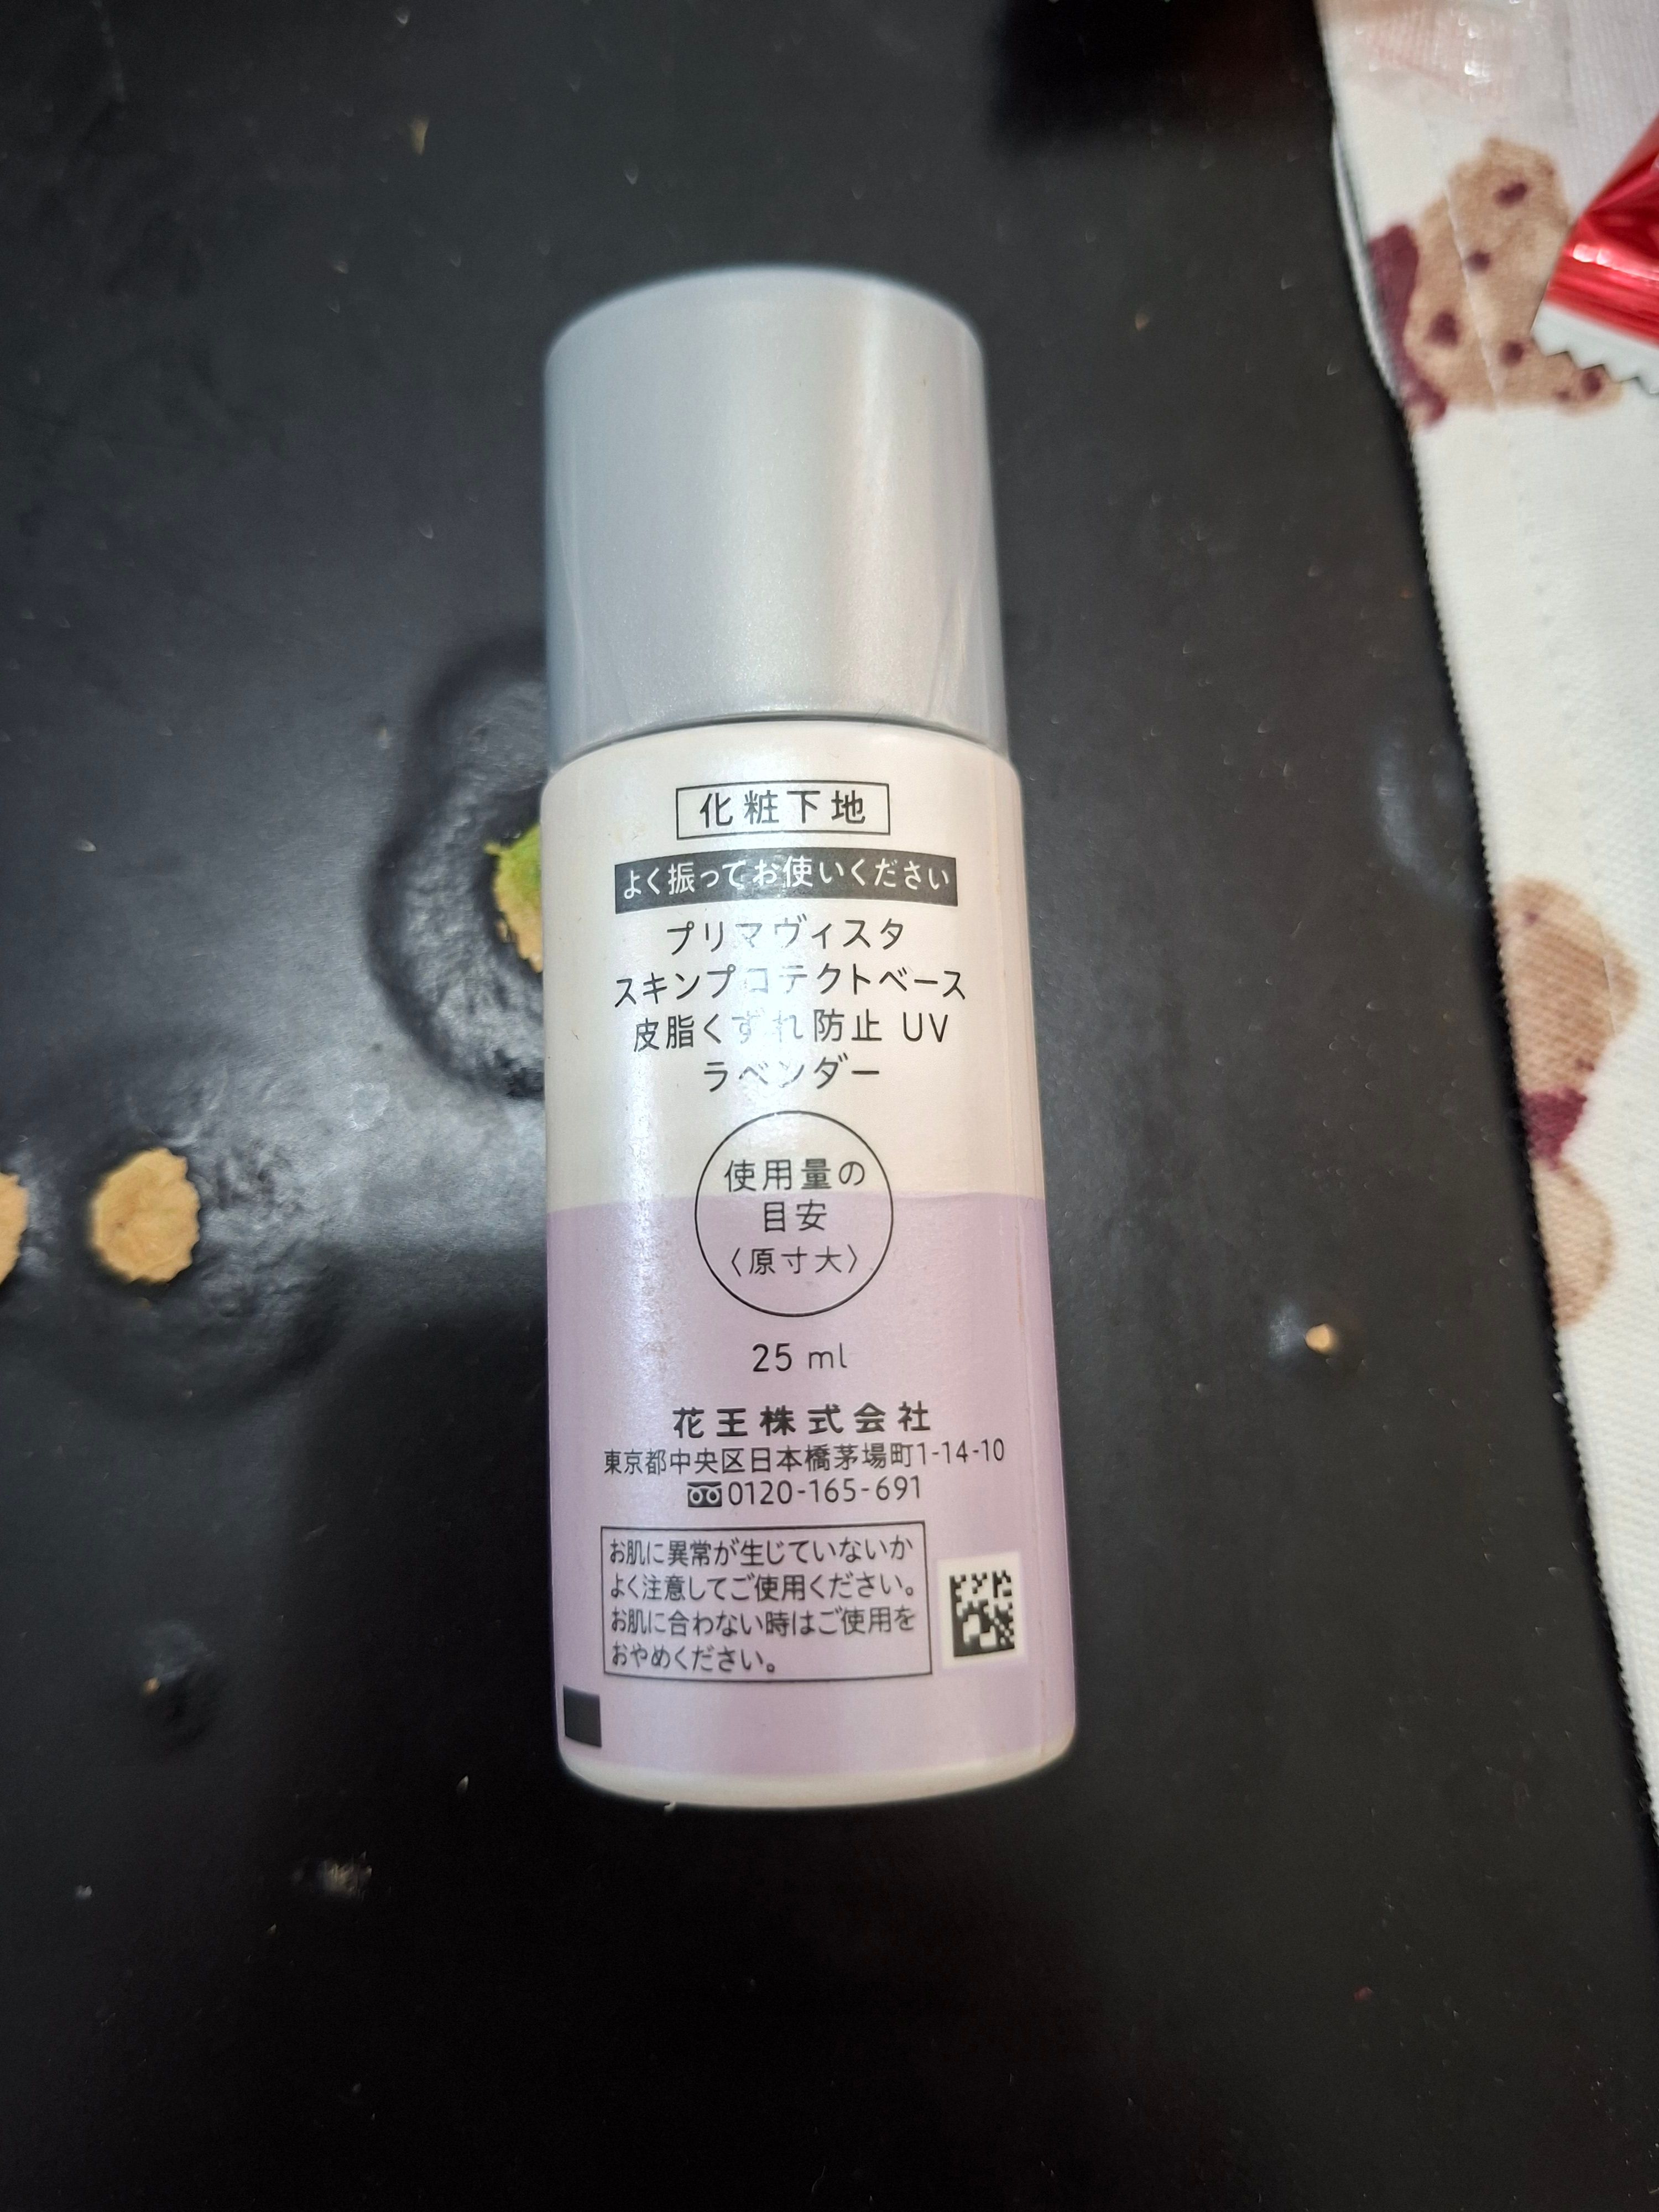 化粧下地
よく振ってお使いください
プリマヴィスタ
スキンプロテクトベース
皮脂くずれ防止 UV
ラベンダー
使用量の
目安
〈原寸大〉
25 ml
花王株式会社
東京都中央区日本橋茅場町1-14-10
0120-165-691
お肌に異常が生じていないか
よく注意してご使用ください。
お肌に合わない時はご使用を
おやめください。